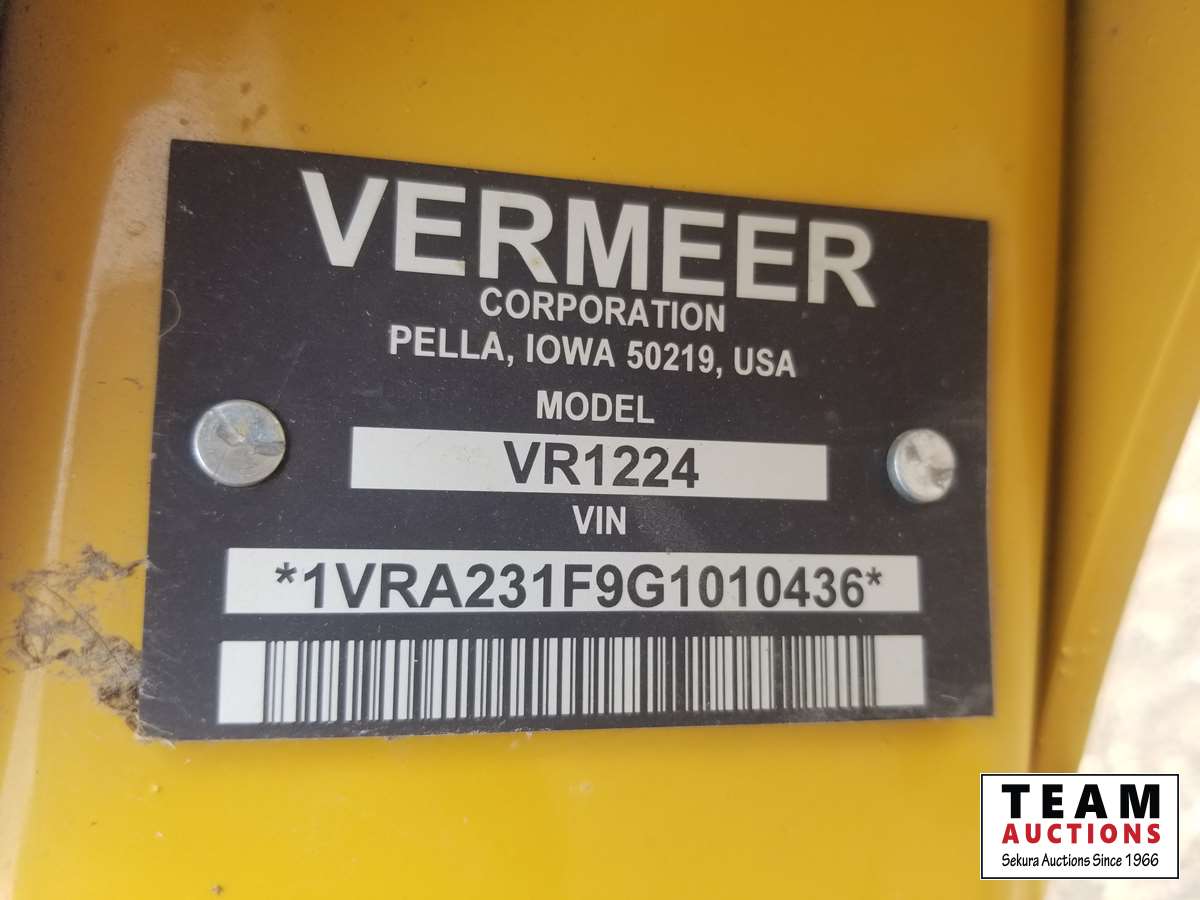 VERMEER
CORPORATION
PELLA, IOWA 50219, USA
MODEL
VR1224
VIN
*1VRA231F9G1010436*
TEAM
AUCTIONS
Sekura Auctions Since 1966